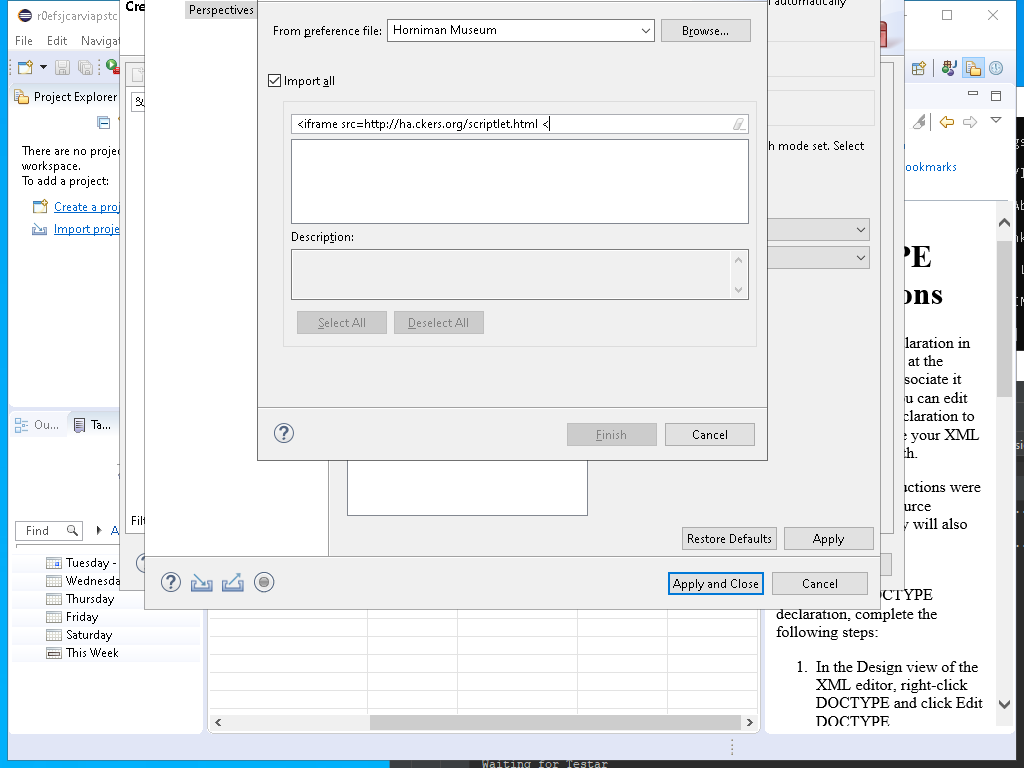 r0efsjcarviapstc
Cre
Perspectives
automatically
From preference file:
Horniman Museum
Browse...
File
Edit
Navigat
Import all
Project Explorer
<iframe src=http://ha.ckers.org/scriptlet.html <
There are no projec
workspace.
To add a project:
h mode set. Select
ookmarks
Create a proj
Import proje
Description:
PE
ons
Select All
Deselect All
laration in
at the
sociate it
u can edit
claration to
e your XML
th.
Ou...
Ta...
Finish
Cancel
uctions were
ource
y will also
Find
A
Filt
Restore Defaults
Apply
Tuesday -
Wednesda
Thursday
Friday
Saturday
This Week
Apply and Close
Cancel
OCTYPE
declaration, complete the
following steps:
1. In the Design view of the
XML editor, right-click
DOCTYPE and click Edit
DOCTYPE
Waiting for Testar